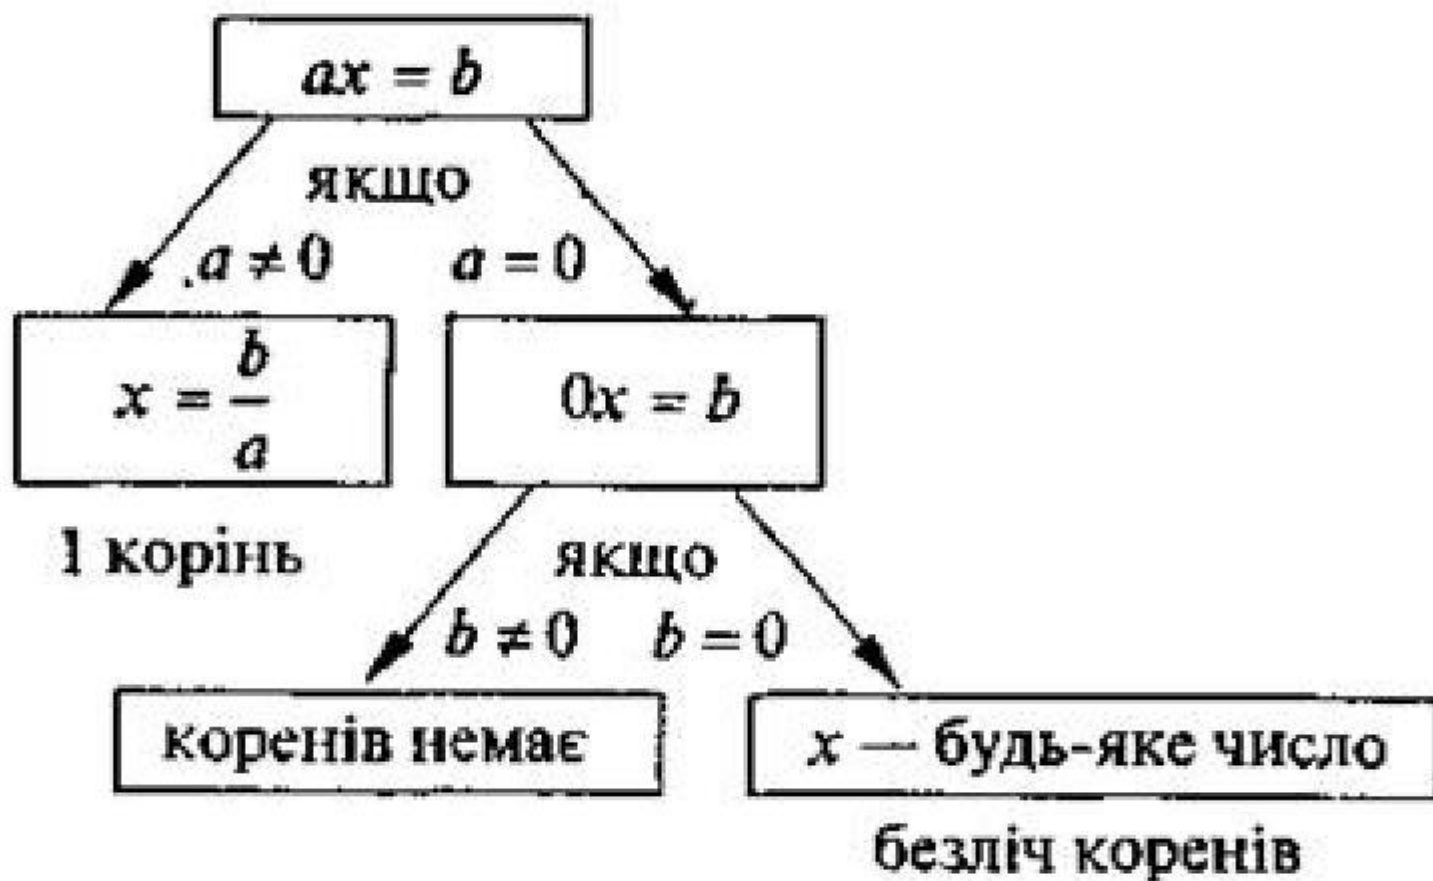 ax = b
якщо
a ≠ 0 a = 0
x = b/a
0x = b
1 корінь
якщо
b ≠ 0 b = 0
коренів немає
x — будь-яке число
безліч коренів